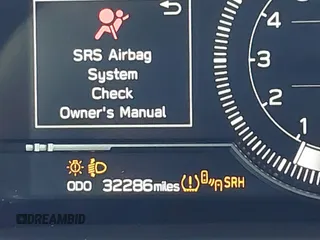 SRS Airbag
System
Check
Owner's Manual
4
3
2
1
ODO 32286 miles SRH
DREAMBID